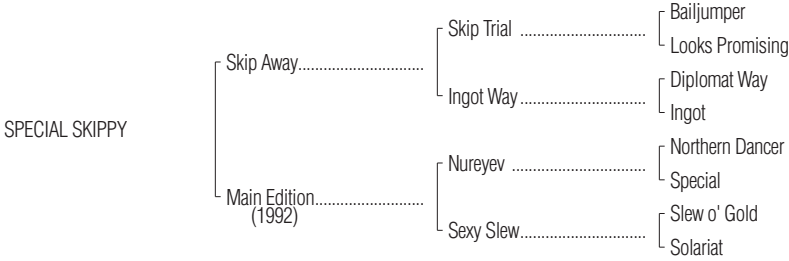 Bailjumper
Skip Trial ..............................
Looks Promising
Skip Away..............................
Diplomat Way
Ingot Way..............................
Ingot
SPECIAL SKIPPY
Northern Dancer
Nureyev ..............................
Special
Main Edition..........................
(1992)
Slew o' Gold
Sexy Slew..............................
Solariat